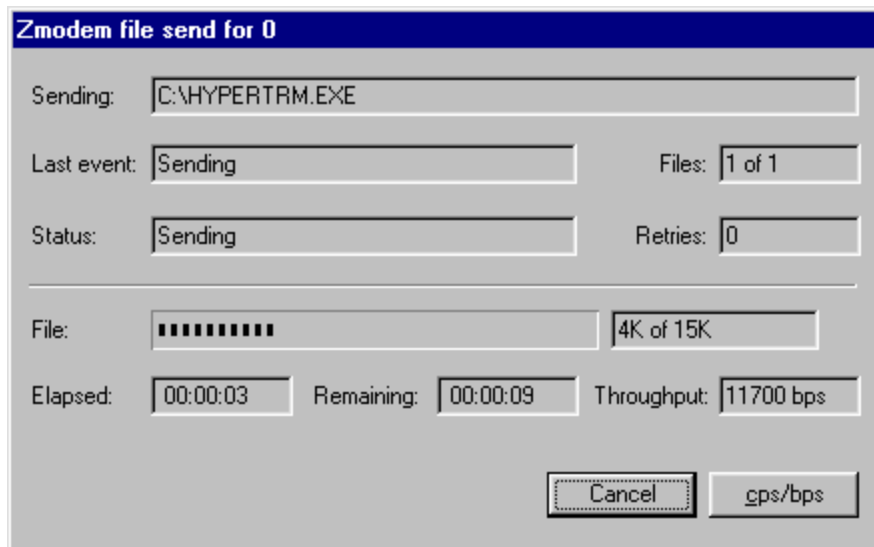 Zmodem file send for 0
Sending: C:\HYPERTRM.EXE
Last event: Sending Files: 1 of 1
Status: Sending Retries: 0
File: 4K of 15K
Elapsed: 00:00:03 Remaining: 00:00:09 Throughput: 11700 bps
Cancel cps/bps